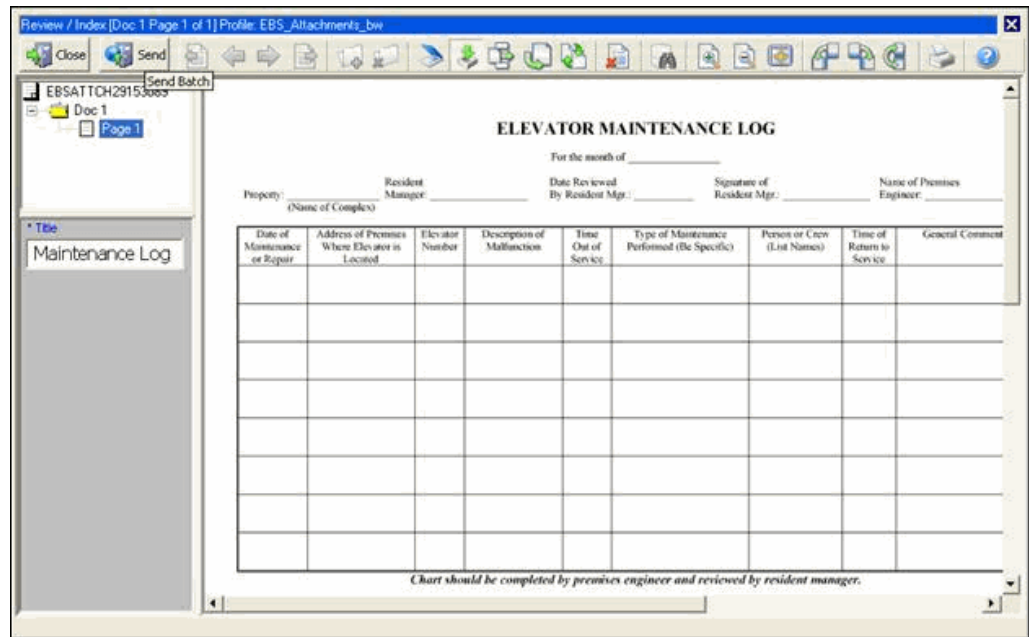 Review / Index [Doc 1 Page 1 of 1] Profile: EBS_Attachments_bw
Close Send
Send Batch
EBSATTCH29153089
Doc 1
Page 1
* Title
Maintenance Log
ELEVATOR MAINTENANCE LOG
For the month of
Resident Date Reviewed Signature of Name of Premises
Property: Manager: By Resident Mgr.: Resident Mgr.: Engineer:
(Name of Complex)
Date of Address of Premises Elevator Description of Time Type of Maintenance Person or Crew Time of General Comment
Maintenance Where Elevator is Number Malfunction Out of Performed (Be Specific) (List Names) Return to
or Repair Located Service Service
Chart should be completed by premises engineer and reviewed by resident manager.